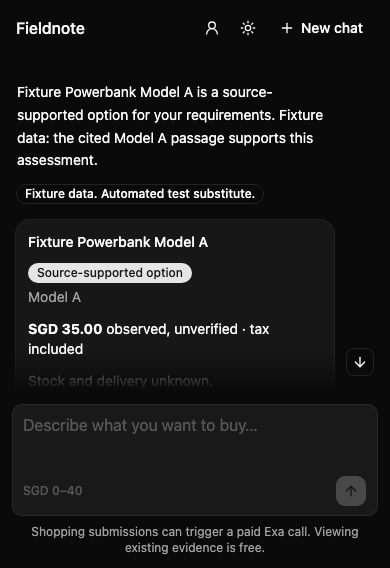 Fieldnote
New chat
Fixture Powerbank Model A is a source-
supported option for your requirements. Fixture
data: the cited Model A passage supports this
assessment.
Fixture data. Automated test substitute.
Fixture Powerbank Model A
Source-supported option
Model A
SGD 35.00 observed, unverified · tax
included
Stock and delivery unknown.
Describe what you want to buy...
SGD 0–40
Shopping submissions can trigger a paid Exa call. Viewing
existing evidence is free.